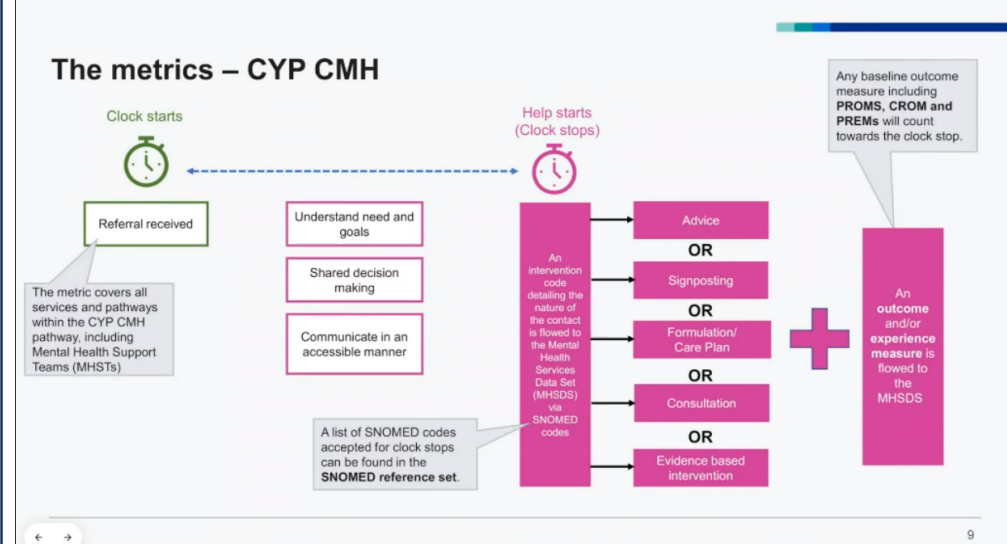 The metrics – CYP CMH
Clock starts
Help starts
(Clock stops)
Any baseline outcome
measure including
PROMS, CROM and
PREMs will count
towards the clock stop.
Referral received
The metric covers all
services and pathways
within the CYP CMH
pathway, including
Mental Health Support
Teams (MHSTs)
Understand need and
goals
Shared decision
making
Communicate in an
accessible manner
A list of SNOMED codes
accepted for clock stops
can be found in the
SNOMED reference set.
An
intervention
code
detailing the
nature of
the contact
is flowed to
the Mental
Health
Services
Data Set
(MHSDS)
via
SNOMED
codes
Advice
OR
Signposting
OR
Formulation/
Care Plan
OR
Consultation
OR
Evidence based
intervention
An
outcome
and/or
experience
measure is
flowed to
the
MHSDS
9